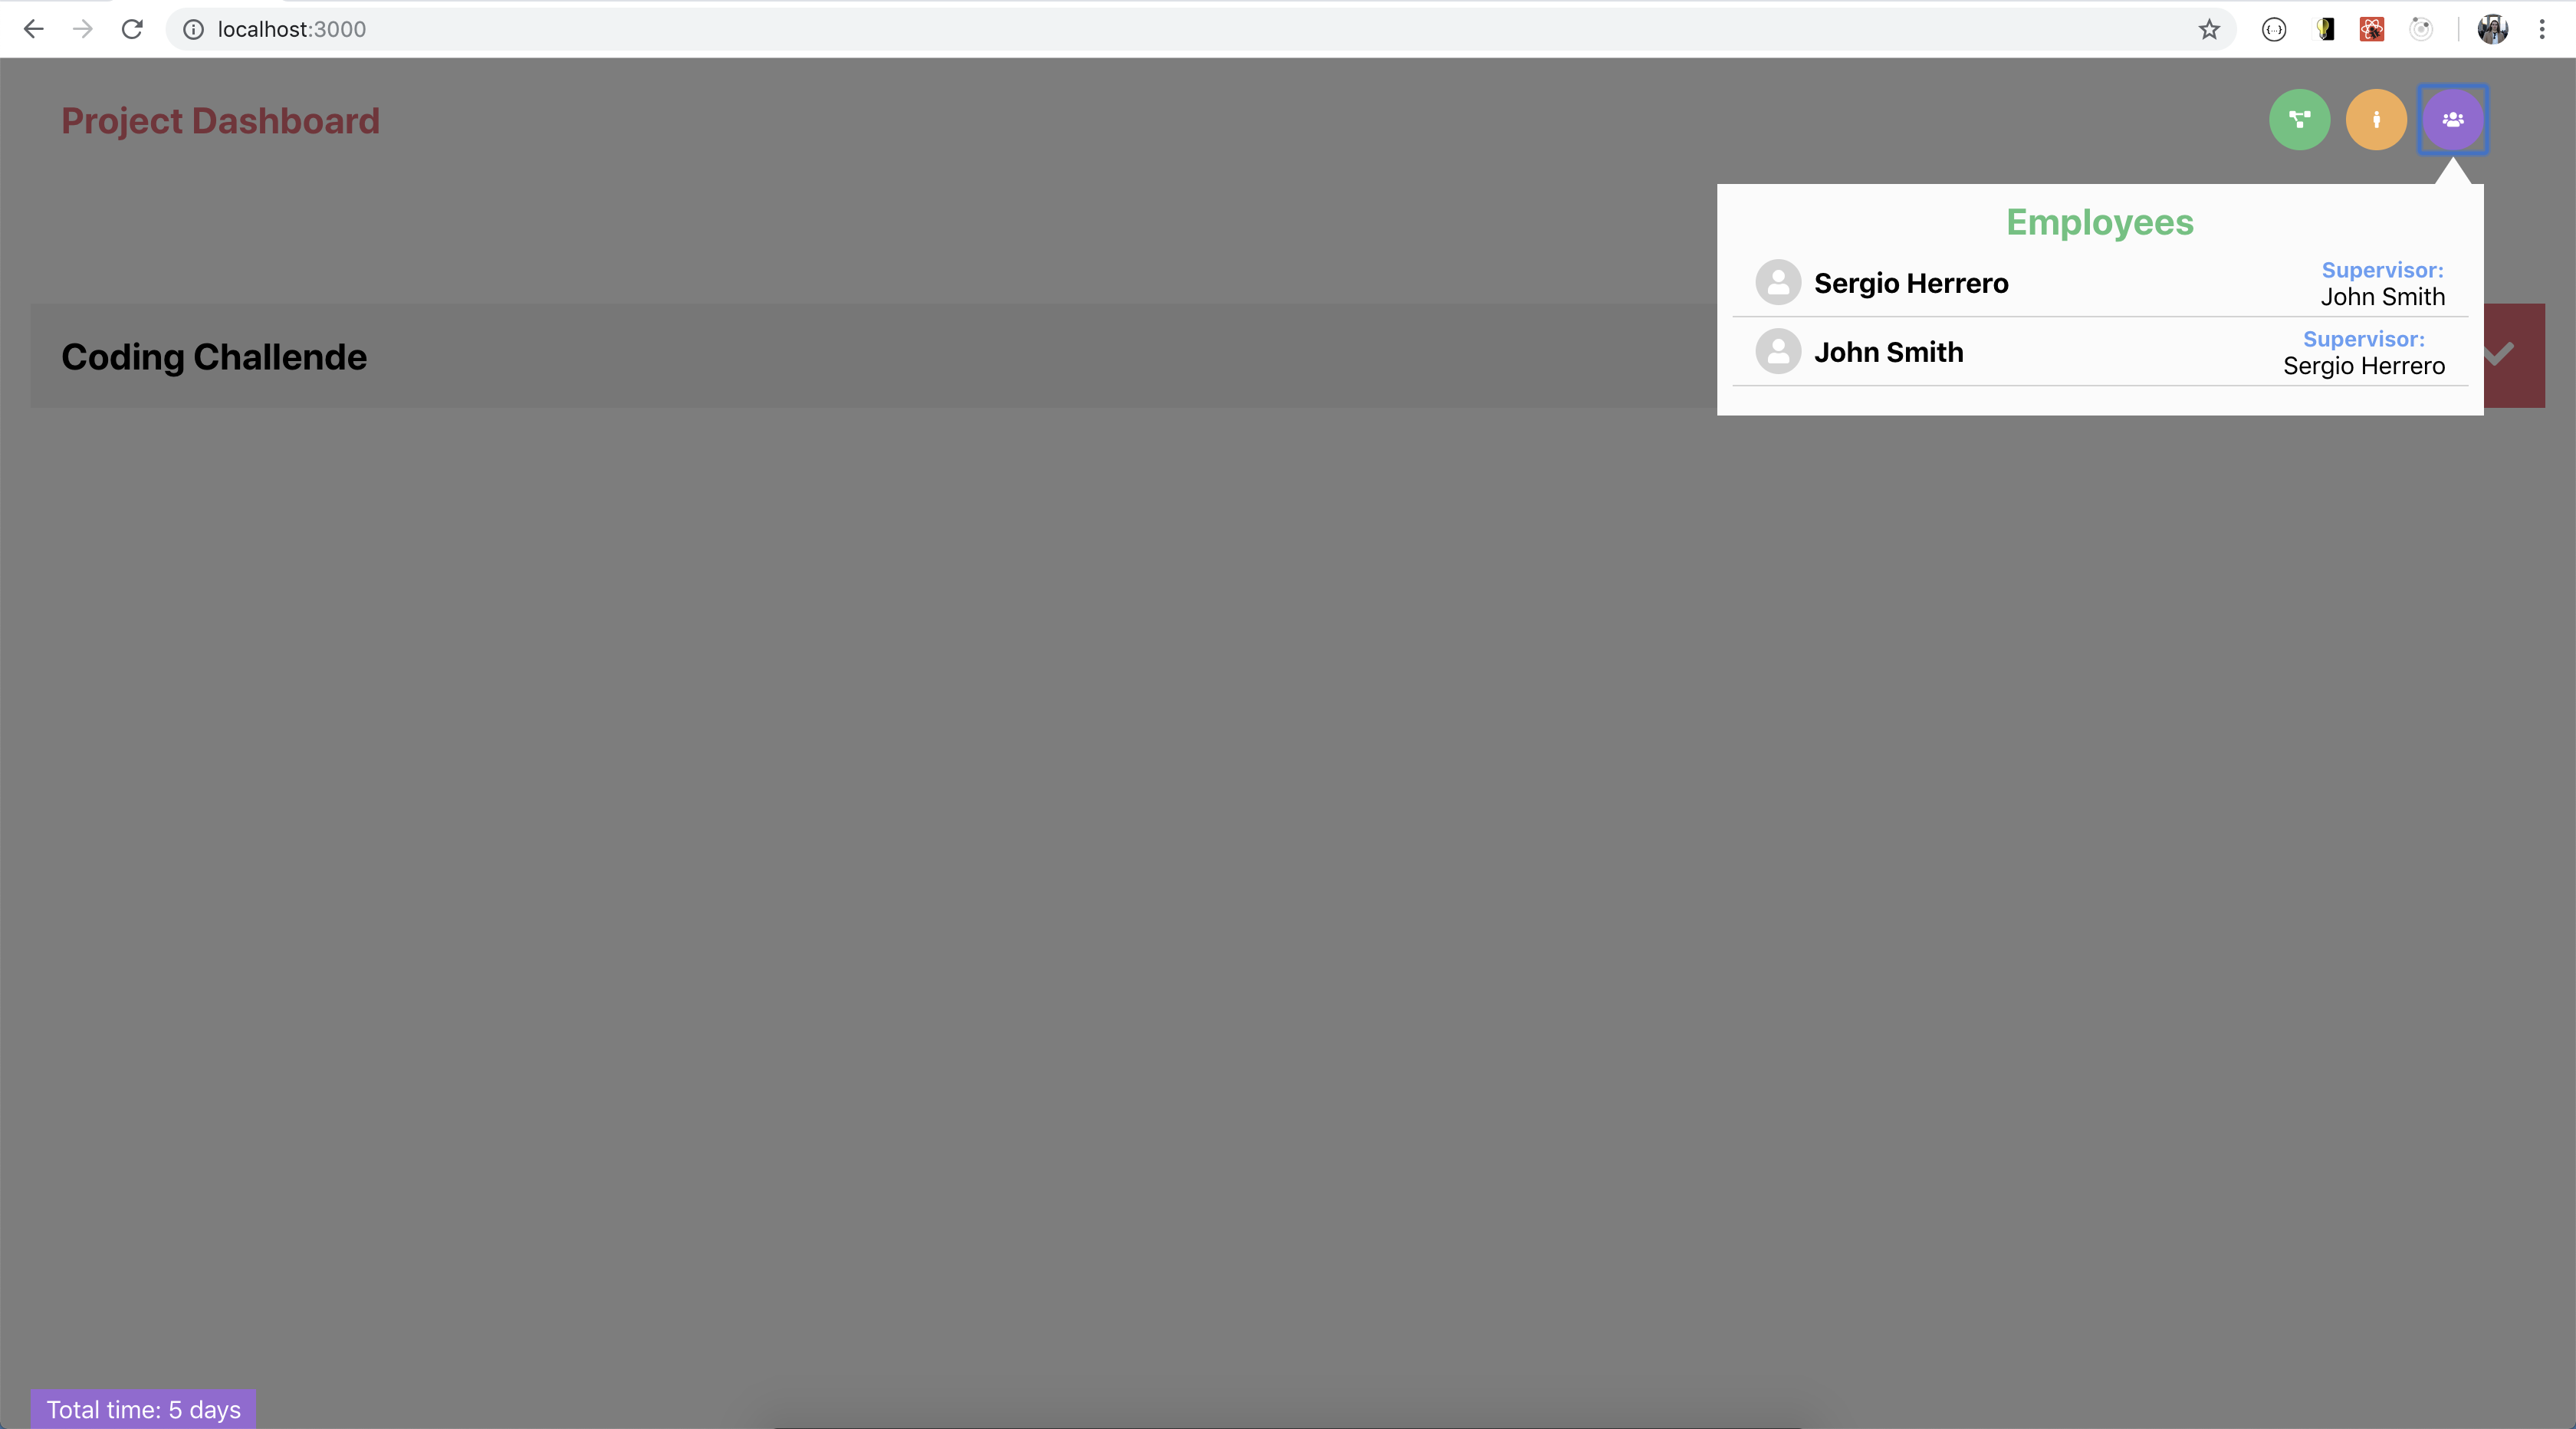 localhost:3000
Project Dashboard
Employees
Sergio Herrero
Supervisor:
John Smith
John Smith
Supervisor:
Sergio Herrero
Coding Challende
Total time: 5 days